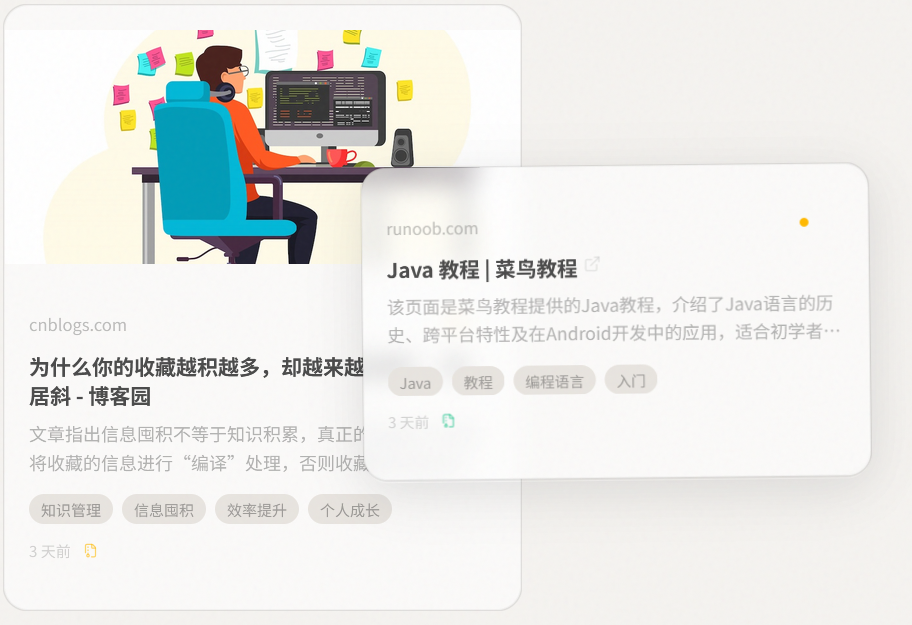 cnblogs.com
为什么你的收藏越积越多，却越来越
居斜 - 博客园
文章指出信息囤积不等于知识积累，真正的
将收藏的信息进行“编译”处理，否则收藏
知识管理 信息囤积 效率提升 个人成长
3 天前
runoob.com
Java 教程 | 菜鸟教程
该页面是菜鸟教程提供的Java教程，介绍了Java语言的历
史、跨平台特性及在Android开发中的应用，适合初学者…
Java 教程 编程语言 入门
3 天前